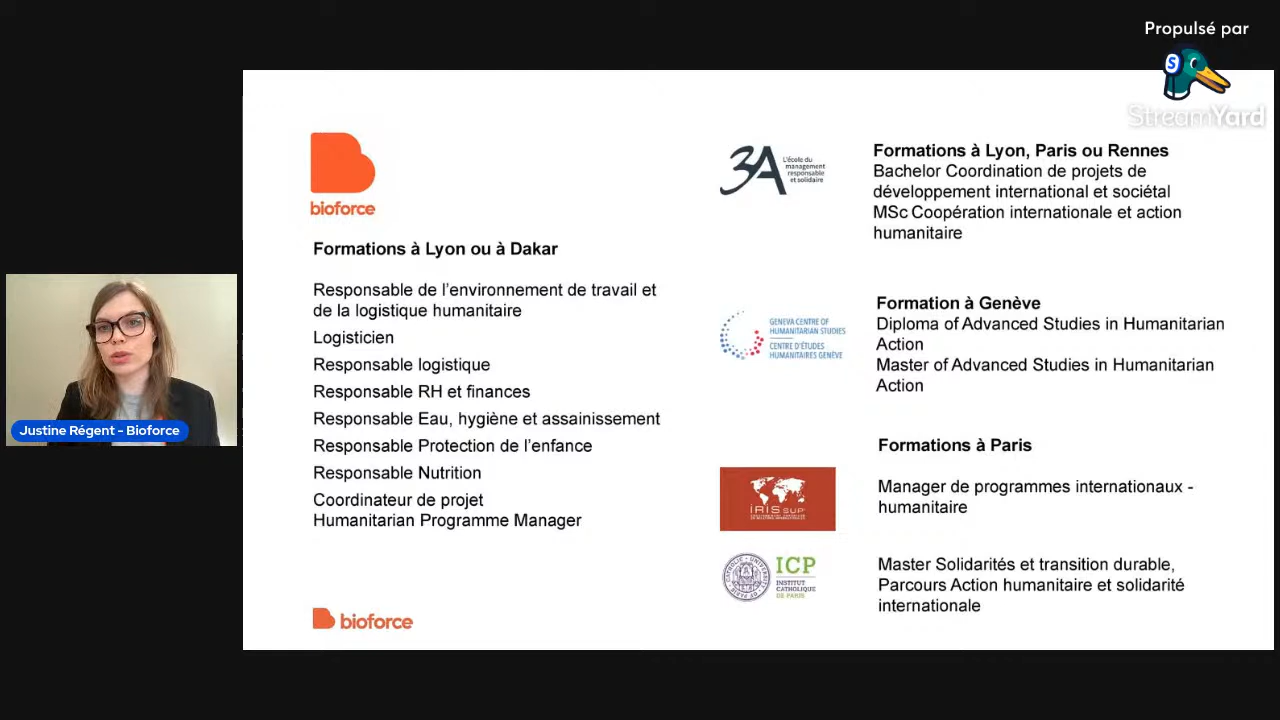 Propulsé par
S
StreamYard
bioforce
Formations à Lyon ou à Dakar
Responsable de l’environnement de travail et
de la logistique humanitaire
Logisticien
Responsable logistique
Responsable RH et finances
Responsable Eau, hygiène et assainissement
Responsable Protection de l’enfance
Responsable Nutrition
Coordinateur de projet
Humanitarian Programme Manager
bioforce
3A
L’école du
management
responsable
et solidaire
Formations à Lyon, Paris ou Rennes
Bachelor Coordination de projets de
développement international et sociétal
MSc Coopération internationale et action
humanitaire
GENEVA CENTRE OF
HUMANITARIAN STUDIES
CENTRE D’ÉTUDES
HUMANITAIRES GENÈVE
Formation à Genève
Diploma of Advanced Studies in Humanitarian
Action
Master of Advanced Studies in Humanitarian
Action
Formations à Paris
iRiS sup’
Manager de programmes internationaux -
humanitaire
ICP
INSTITUT
CATHOLIQUE
DE PARIS
Master Solidarités et transition durable,
Parcours Action humanitaire et solidarité
internationale
Justine Régent - Bioforce